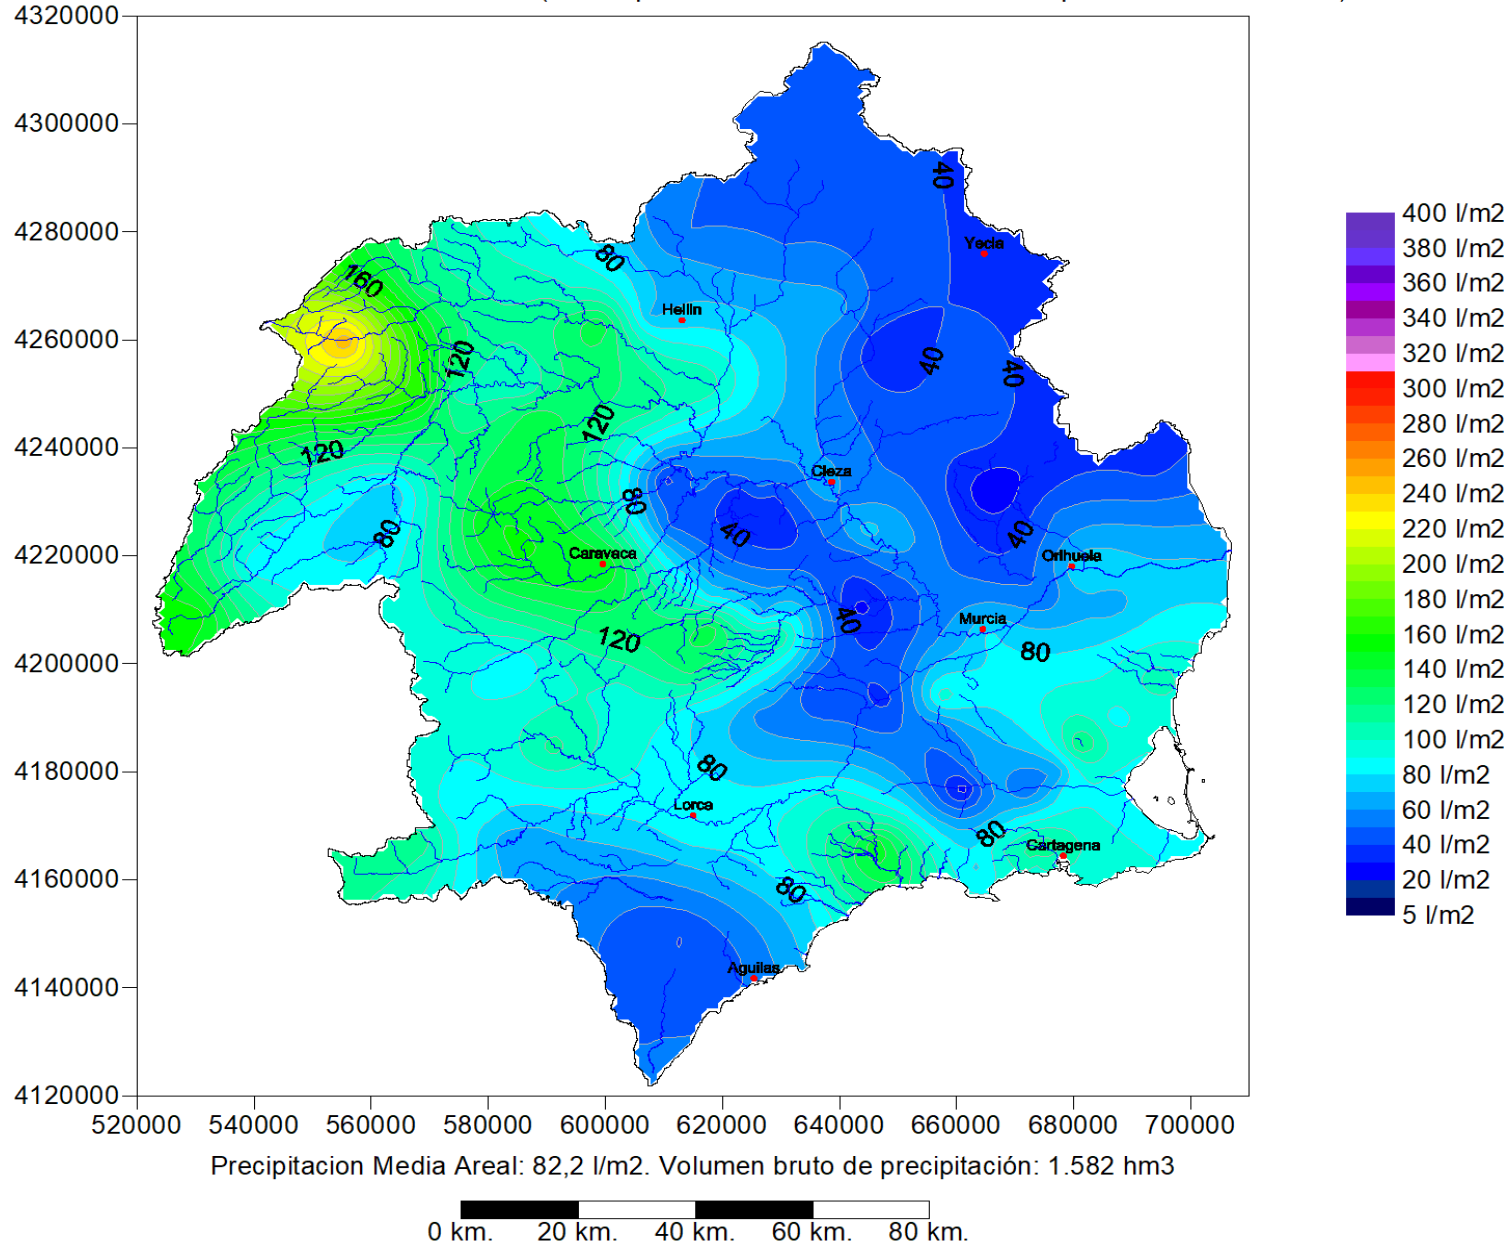 4320000
4300000
4280000
4260000
4240000
4220000
4200000
4180000
4160000
4140000
4120000
520000 540000 560000 580000 600000 620000 640000 660000 680000 700000
40
Yecla
80
160
Hellin
40
40
120
120
120
Cieza
80
80
40
40
Caravaca
Orihuela
40
Murcia
120
80
80
Lorca
80
Cartagena
80
Aguilas
400 l/m2
380 l/m2
360 l/m2
340 l/m2
320 l/m2
300 l/m2
280 l/m2
260 l/m2
240 l/m2
220 l/m2
200 l/m2
180 l/m2
160 l/m2
140 l/m2
120 l/m2
100 l/m2
80 l/m2
60 l/m2
40 l/m2
20 l/m2
5 l/m2
Precipitacion Media Areal: 82,2 l/m2. Volumen bruto de precipitación: 1.582 hm3
0 km. 20 km. 40 km. 60 km. 80 km.